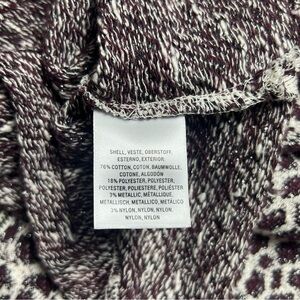 SHELL, VESTE, OBERSTOFF,
ESTERNO, EXTERIOR,
76% COTTON, COTON, BAUMWOLLE,
COTONE, ALGODÓN
18% POLYESTER, POLYESTER,
POLYESTER, POLIESTERE, POLIÉSTER
3% METALLIC, MÉTALLIQUE,
METALLISCH, METALLICO, METÁLICO
3% NYLON, NYLON, NYLON,
NYLON, NYLON